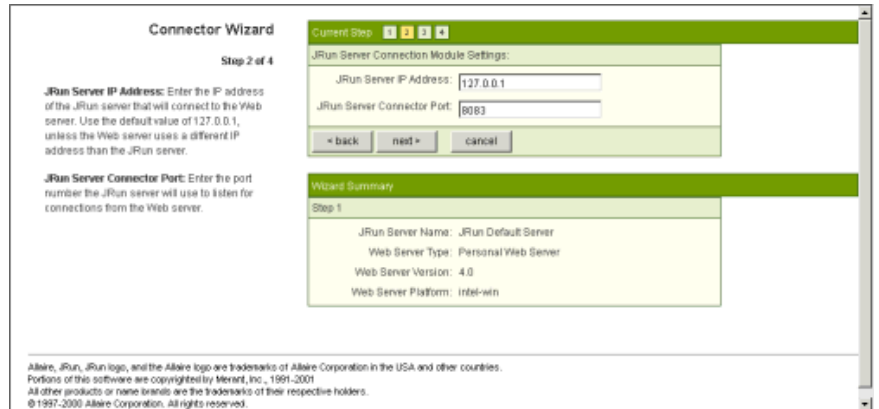 Connector Wizard
Step 2 of 4
JRun Server IP Address: Enter the IP address
of the JRun server that will connect to the Web
server. Use the default value of 127.0.0.1,
unless the Web server uses a different IP
address than the JRun server.
JRun Server Connector Port: Enter the port
number the JRun server will use to listen for
connections from the Web server.
Current Step 1 2 3 4
JRun Server Connection Module Settings:
JRun Server IP Address: 127.0.0.1
JRun Server Connector Port: 8083
« back next » cancel
Wizard Summary
Step 1
JRun Server Name: JRun Default Server
Web Server Type: Personal Web Server
Web Server Version: 4.0
Web Server Platform: intel-win
Allaire, JRun, JRun logo, and the Allaire logo are trademarks of Allaire Corporation in the USA and other countries.
Portions of this software are copyrighted by Merant, Inc., 1991-2001
All other products or name brands are the trademarks of their respective holders.
© 1997-2000 Allaire Corporation. All rights reserved.